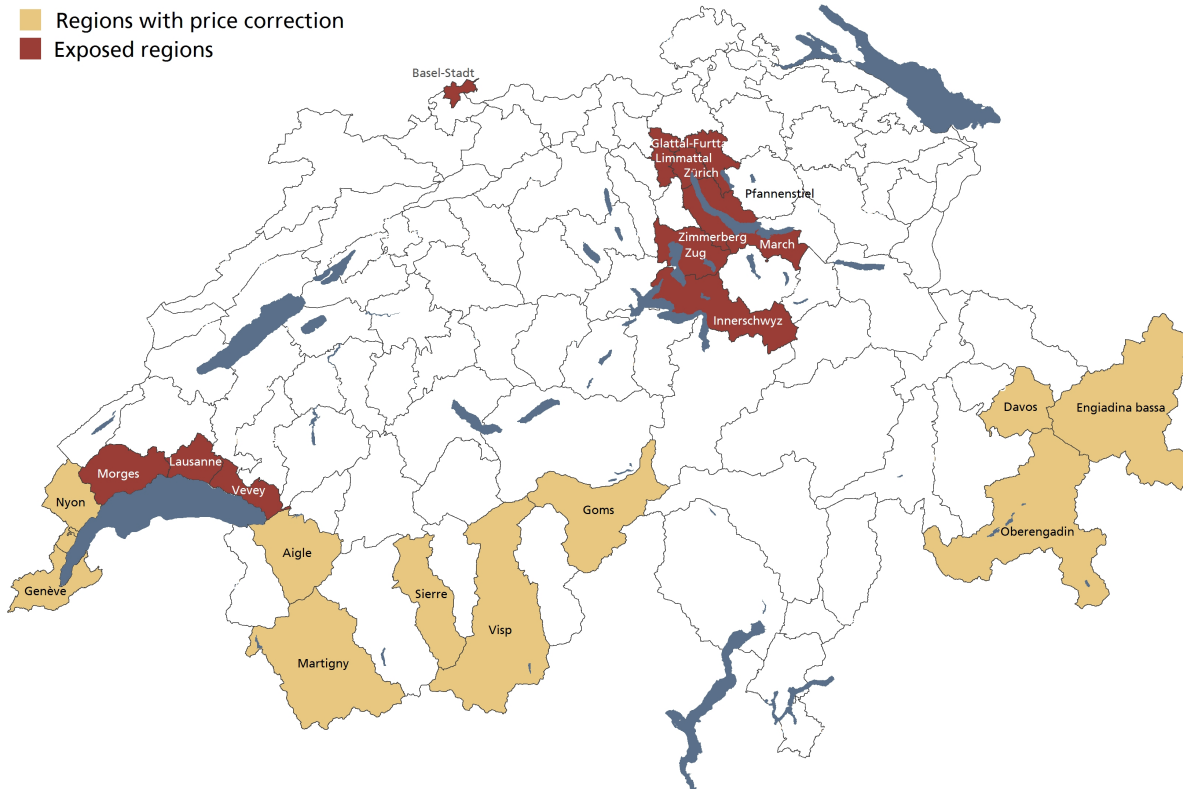 Regions with price correction
Exposed regions
Basel-Stadt
Glattal-Furtta
Limmattal
Zürich
Pfannenstiel
Zimmerberg
March
Zug
Innerschwyz
Davos
Engiadina bassa
Lausanne
Morges
Vevey
Nyon
Goms
Oberengadin
Aigle
Genève
Sierre
Visp
Martigny